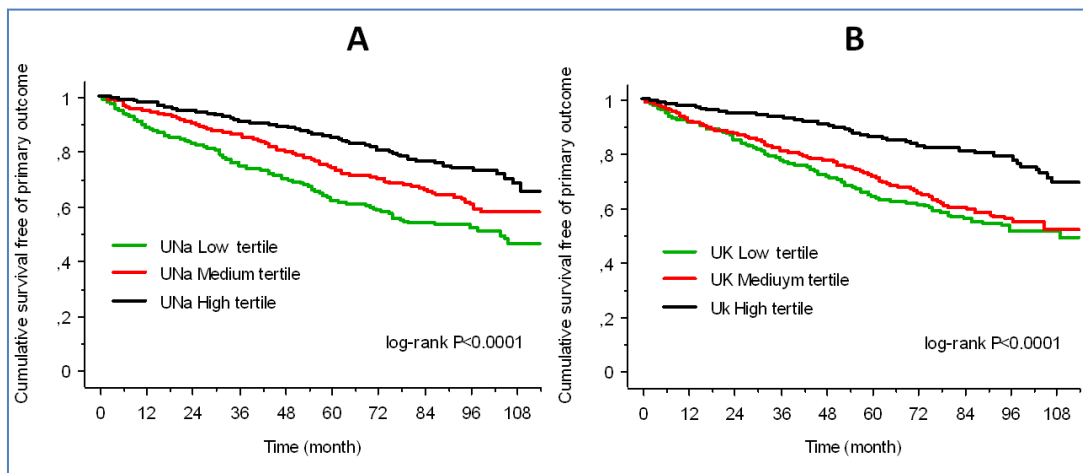 A
B
Cumulative survival free of primary outcome
1
,8
,6
,4
,2
0
UNa Low tertile
UNa Medium tertile
UNa High tertile
log-rank P<0.0001
0 12 24 36 48 60 72 84 96 108
Time (month)
Cumulative survival free of primary outcome
1
,8
,6
,4
,2
0
UK Low tertile
UK Mediuym tertile
Uk High tertile
log-rank P<0.0001
0 12 24 36 48 60 72 84 96 108
Time (month)